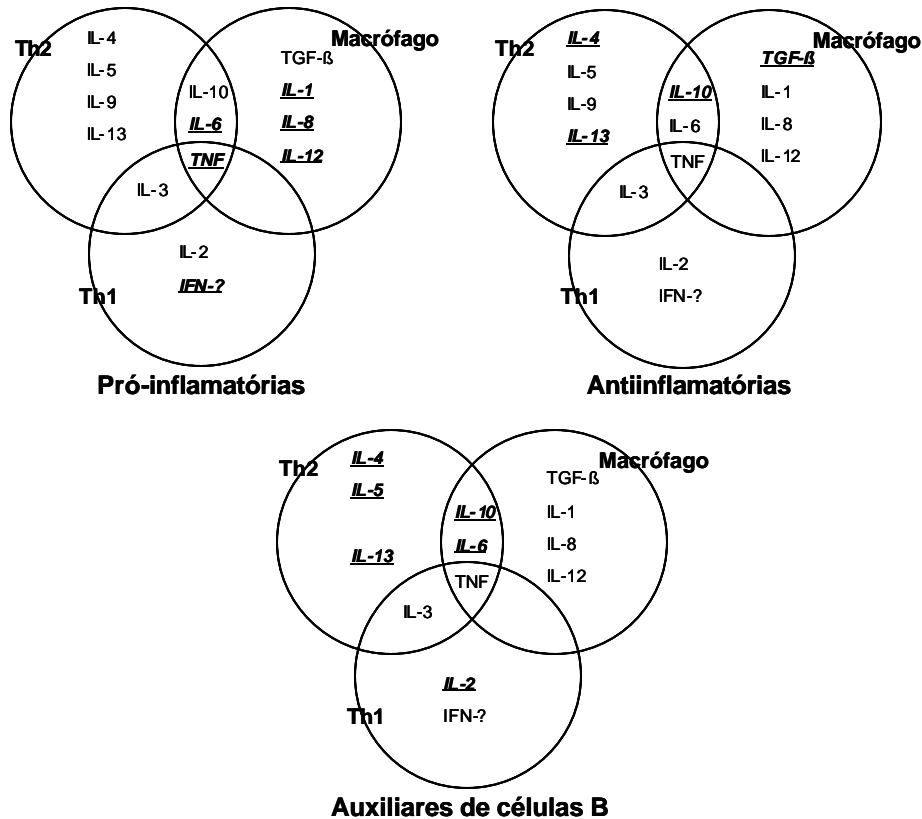 Th2
IL-4
IL-5
IL-9
IL-13
IL-10
IL-6
TNF
IL-3
Macrófago
TGF-ß
IL-1
IL-8
IL-12
IL-2
IFN-?
Th1
Pró-inflamatórias
Th2
IL-4
IL-5
IL-9
IL-13
IL-10
IL-6
TNF
IL-3
Macrófago
TGF-ß
IL-1
IL-8
IL-12
IL-2
IFN-?
Th1
Antiinflamatórias
Th2
IL-4
IL-5
IL-13
IL-10
IL-6
TNF
IL-3
Macrófago
TGF-ß
IL-1
IL-8
IL-12
IL-2
IFN-?
Th1
Auxiliares de células B